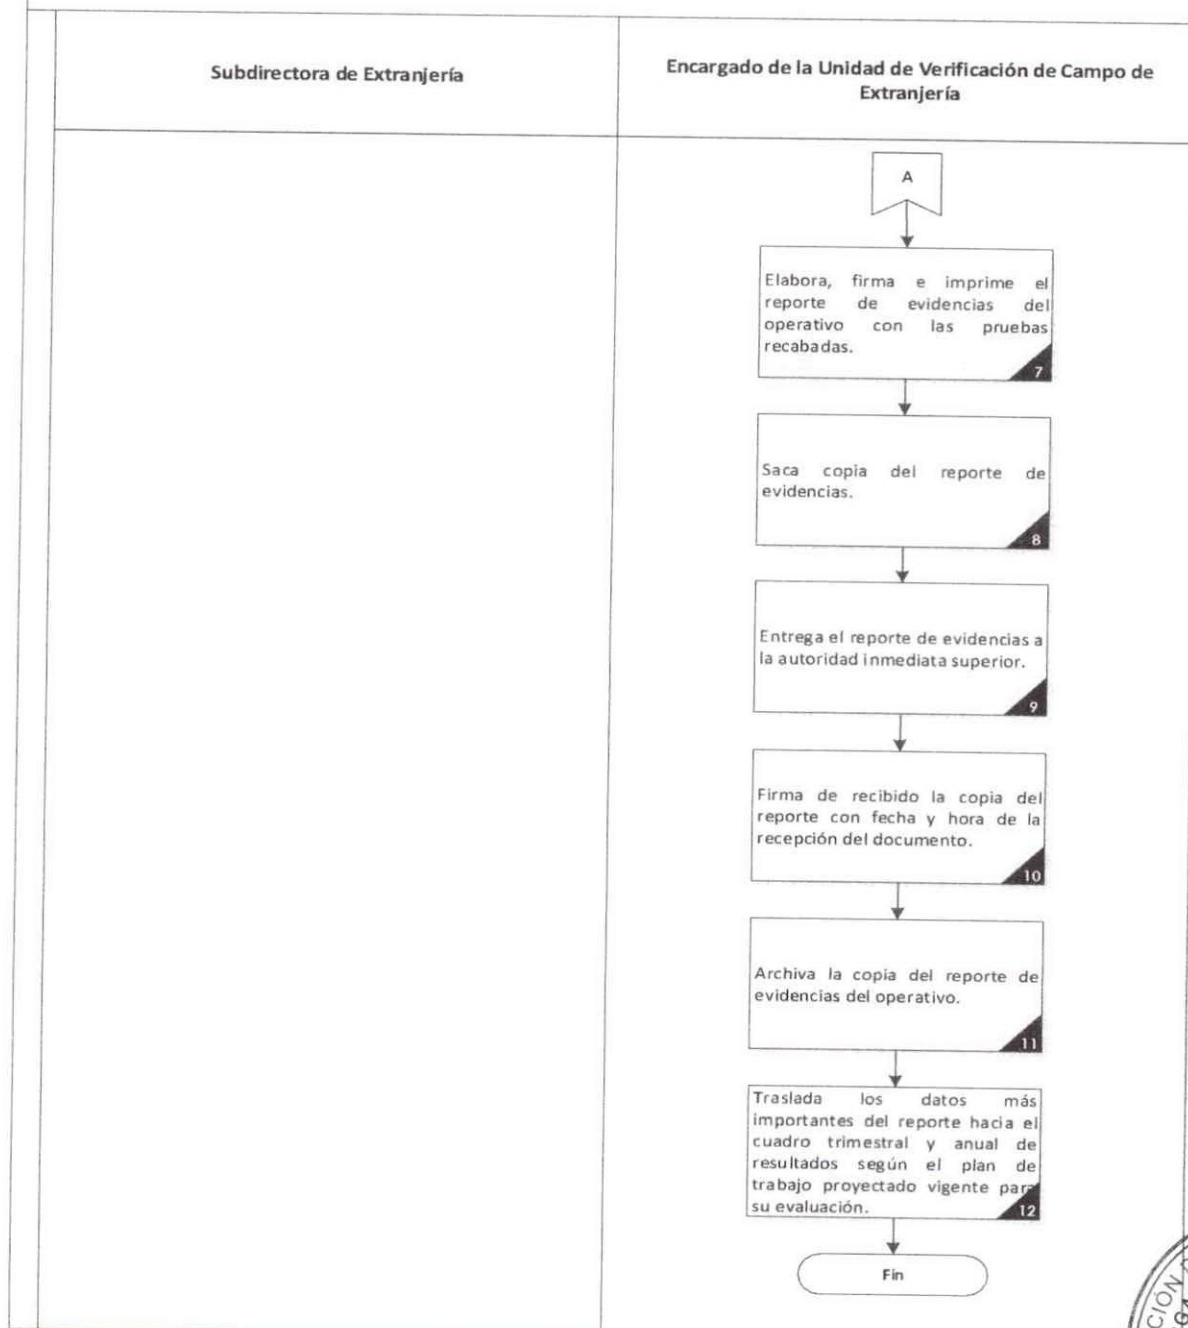 Subdirectora de Extranjería
Encargado de la Unidad de Verificación de Campo de
Extranjería
A
Elabora, firma e imprime el
reporte de evidencias del
operativo con las pruebas
recabadas.
7
Saca copia del reporte de
evidencias.
8
Entrega el reporte de evidencias a
la autoridad inmediata superior.
9
Firma de recibido la copia del
reporte con fecha y hora de la
recepción del documento.
10
Archiva la copia del reporte de
evidencias del operativo.
11
Traslada los datos más
importantes del reporte hacia el
cuadro trimestral y anual de
resultados según el plan de
trabajo proyectado vigente para
su evaluación.
12
Fin